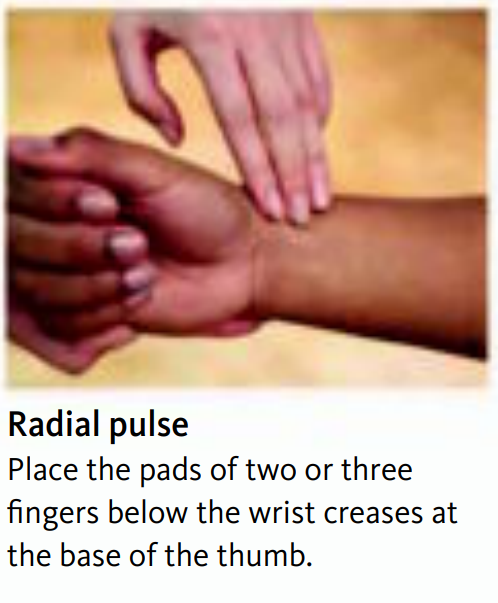 Radial pulse
Place the pads of two or three
fingers below the wrist creases at
the base of the thumb.